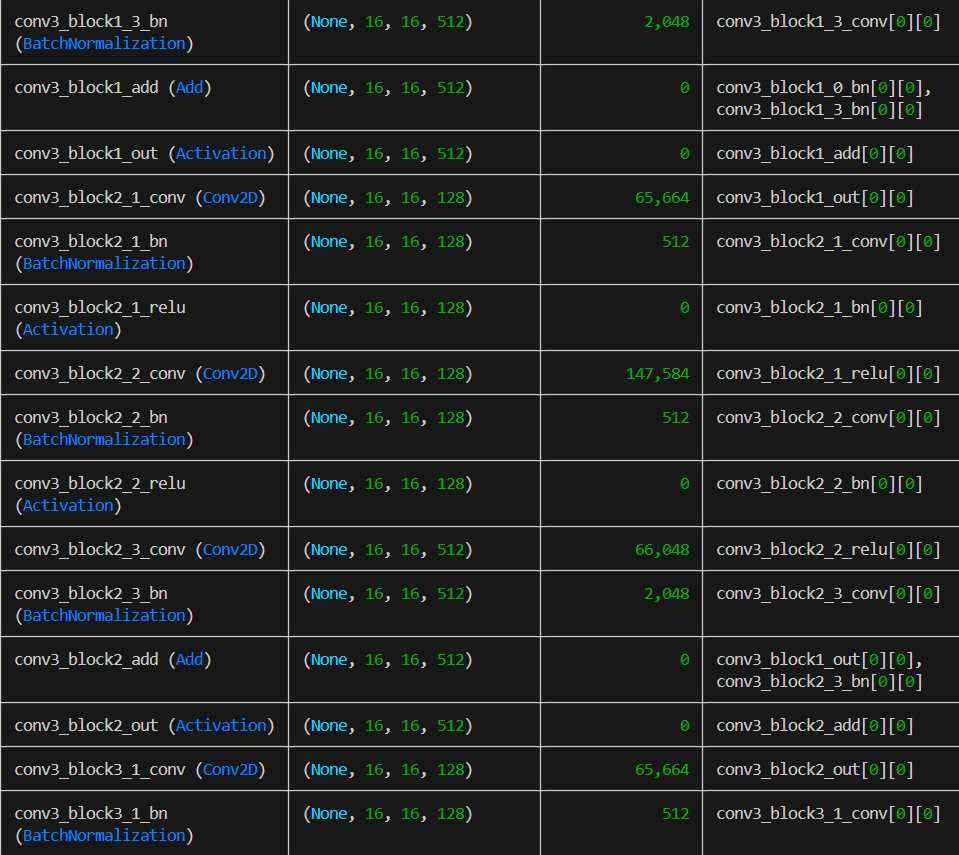 conv3_block1_3_bn (None, 16, 16, 512) 2,048 conv3_block1_3_conv[0][0]
(BatchNormalization)
conv3_block1_add (Add) (None, 16, 16, 512) 0 conv3_block1_0_bn[0][0],
conv3_block1_3_bn[0][0]
conv3_block1_out (Activation) (None, 16, 16, 512) 0 conv3_block1_add[0][0]
conv3_block2_1_conv (Conv2D) (None, 16, 16, 128) 65,664 conv3_block1_out[0][0]
conv3_block2_1_bn (None, 16, 16, 128) 512 conv3_block2_1_conv[0][0]
(BatchNormalization)
conv3_block2_1_relu (None, 16, 16, 128) 0 conv3_block2_1_bn[0][0]
(Activation)
conv3_block2_2_conv (Conv2D) (None, 16, 16, 128) 147,584 conv3_block2_1_relu[0][0]
conv3_block2_2_bn (None, 16, 16, 128) 512 conv3_block2_2_conv[0][0]
(BatchNormalization)
conv3_block2_2_relu (None, 16, 16, 128) 0 conv3_block2_2_bn[0][0]
(Activation)
conv3_block2_3_conv (Conv2D) (None, 16, 16, 512) 66,048 conv3_block2_2_relu[0][0]
conv3_block2_3_bn (None, 16, 16, 512) 2,048 conv3_block2_3_conv[0][0]
(BatchNormalization)
conv3_block2_add (Add) (None, 16, 16, 512) 0 conv3_block1_out[0][0],
conv3_block2_3_bn[0][0]
conv3_block2_out (Activation) (None, 16, 16, 512) 0 conv3_block2_add[0][0]
conv3_block3_1_conv (Conv2D) (None, 16, 16, 128) 65,664 conv3_block2_out[0][0]
conv3_block3_1_bn (None, 16, 16, 128) 512 conv3_block3_1_conv[0][0]
(BatchNormalization)